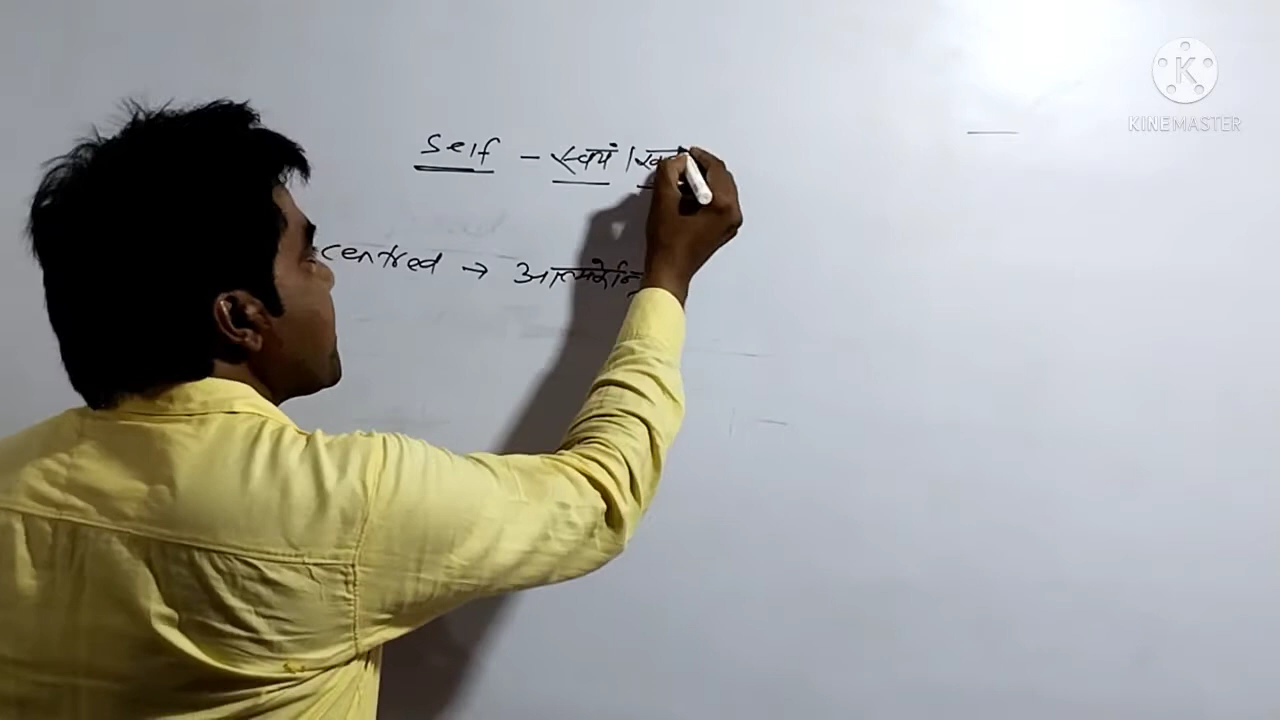 self - स्वयं /
centred →
KINEMASTER